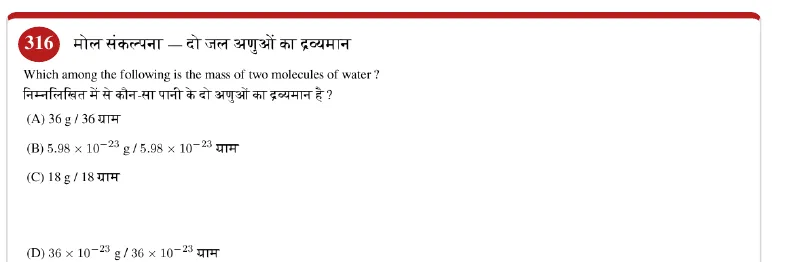 316 मोल संकल्पना — दो जल अणुओं का द्रव्यमान
Which among the following is the mass of two molecules of water ?
निम्नलिखित में से कौन-सा पानी के दो अणुओं का द्रव्यमान है ?
(A) 36 g / 36 ग्राम
(B) 5.98 × 10⁻²³ g / 5.98 × 10⁻²³ ग्राम
(C) 18 g / 18 ग्राम
(D) 36 × 10⁻²³ g / 36 × 10⁻²³ ग्राम